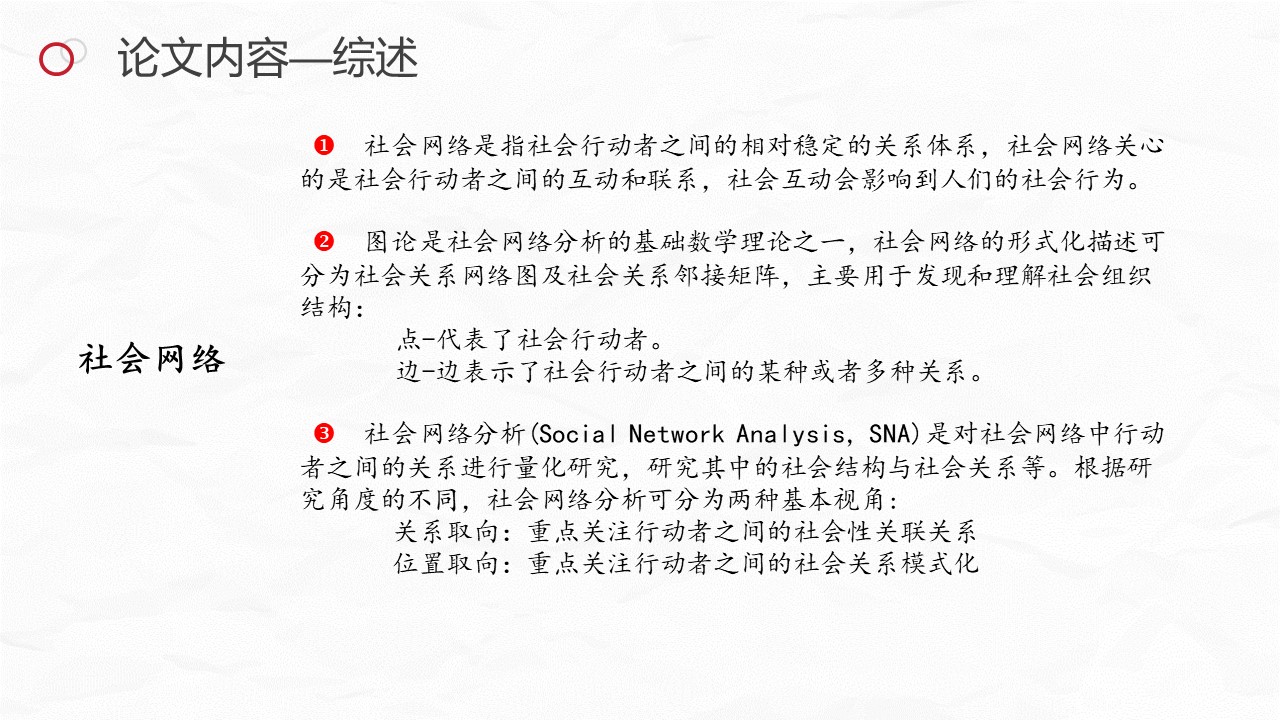 论文内容—综述
社会网络
❶ 社会网络是指社会行动者之间的相对稳定的关系体系，社会网络关心
的是社会行动者之间的互动和联系，社会互动会影响到人们的社会行为。
❷ 图论是社会网络分析的基础数学理论之一，社会网络的形式化描述可
分为社会关系网络图及社会关系邻接矩阵，主要用于发现和理解社会组织
结构：
点-代表了社会行动者。
边-边表示了社会行动者之间的某种或者多种关系。
❸ 社会网络分析(Social Network Analysis, SNA)是对社会网络中行动
者之间的关系进行量化研究，研究其中的社会结构与社会关系等。根据研
究角度的不同，社会网络分析可分为两种基本视角：
关系取向：重点关注行动者之间的社会性关联关系
位置取向：重点关注行动者之间的社会关系模式化